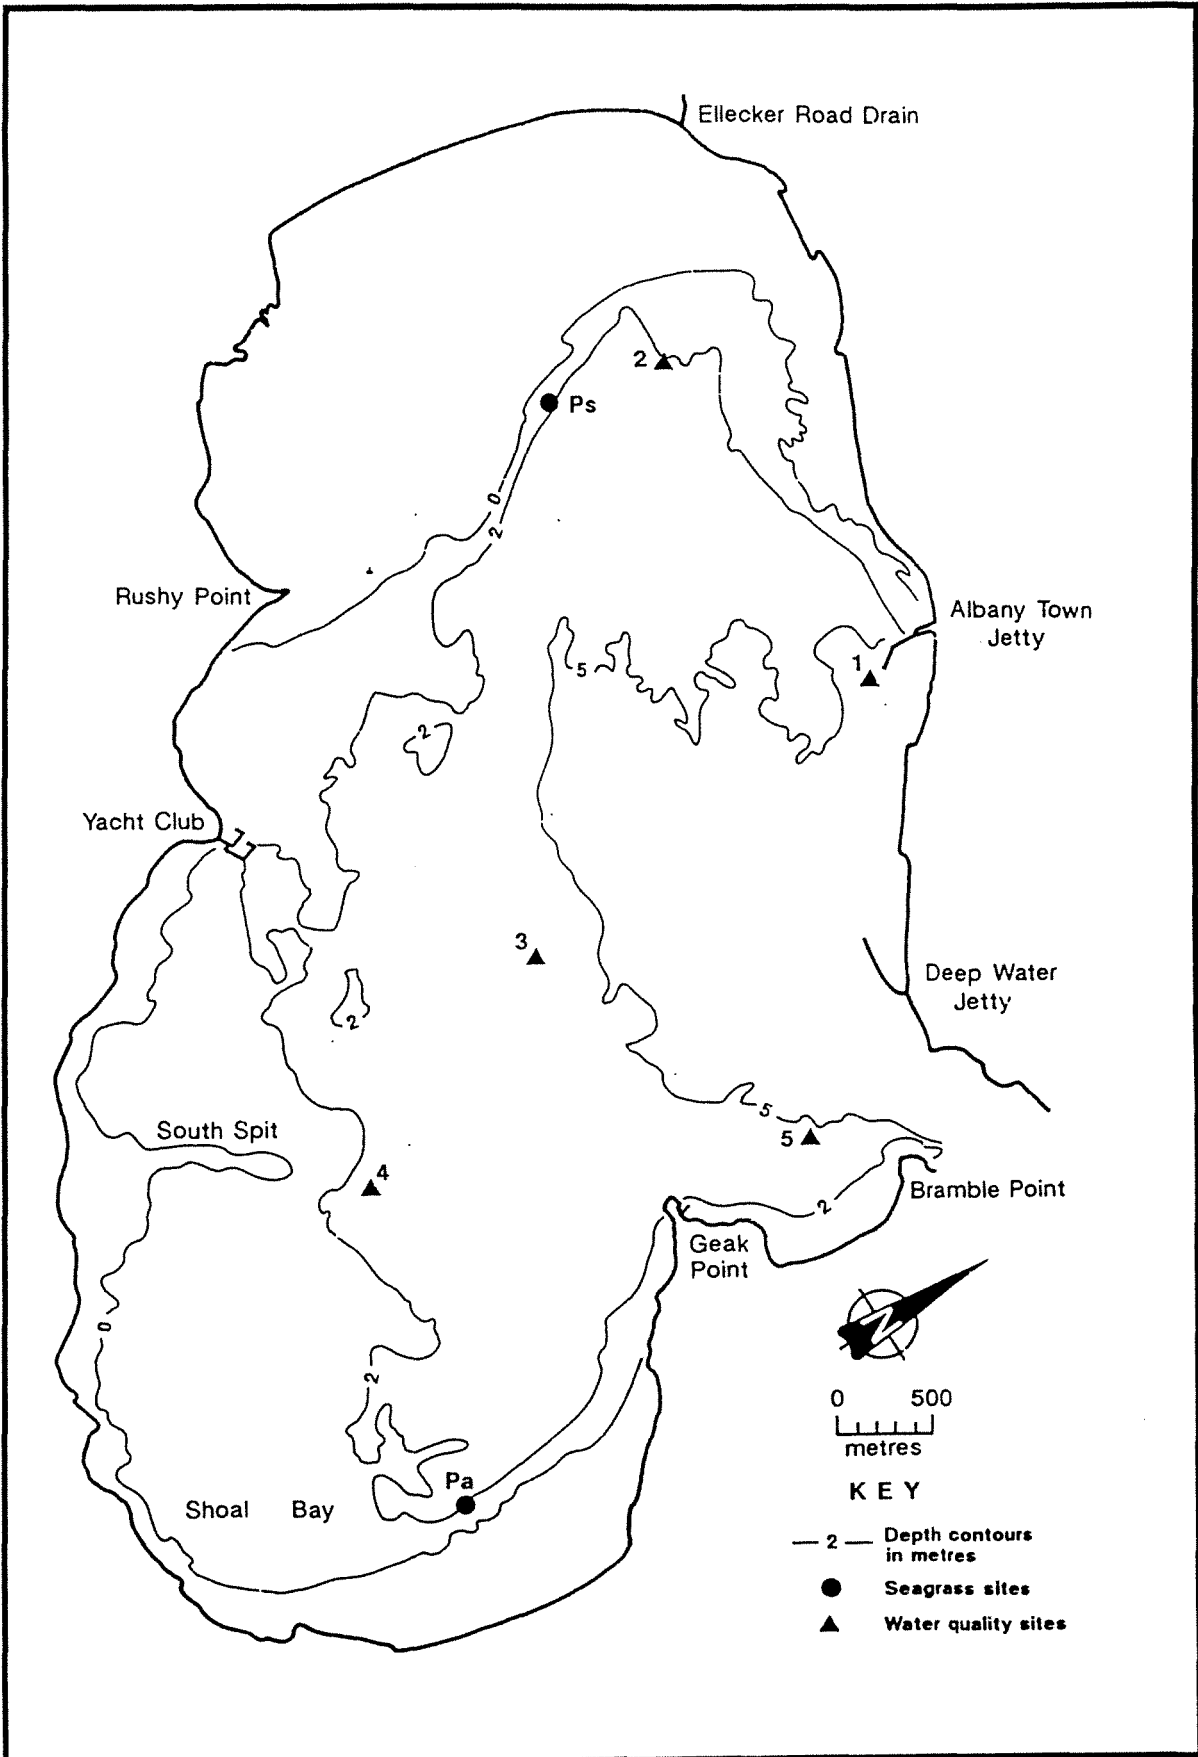 Ellecker Road Drain
2
Ps
0
2
Rushy Point
Albany Town
Jetty
5
1
2
Yacht Club
3
Deep Water
Jetty
2
5
South Spit
5
4
Bramble Point
2
Geak
Point
N
0
2
0 500
metres
Pa
KEY
Shoal Bay
2 Depth contours
in metres
Seagrass sites
Water quality sites